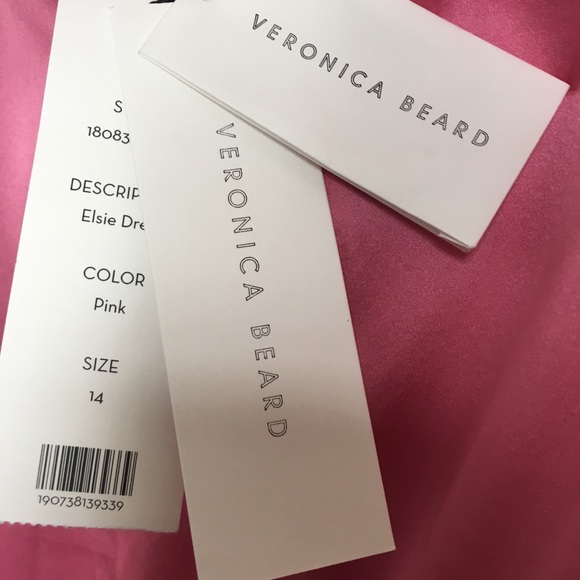 S
18083
DESCRIP
Elsie Dre
COLOR
Pink
SIZE
14
190738139339
VERONICA BEARD
VERONICA BEARD